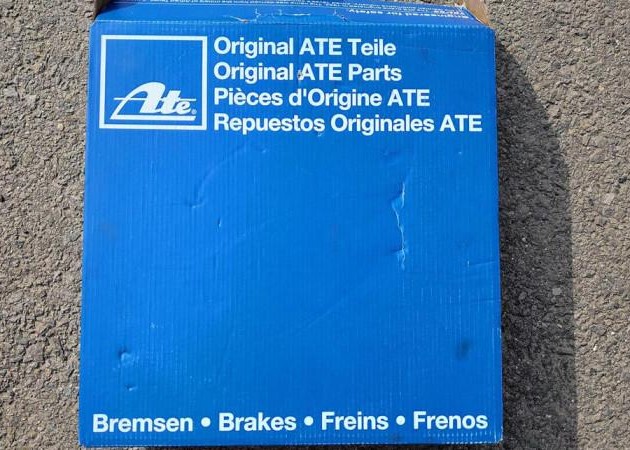 Original ATE Teile
Original ATE Parts
Pièces d'Origine ATE
Repuestos Originales ATE
Ate®
Bremsen • Brakes • Freins • Frenos